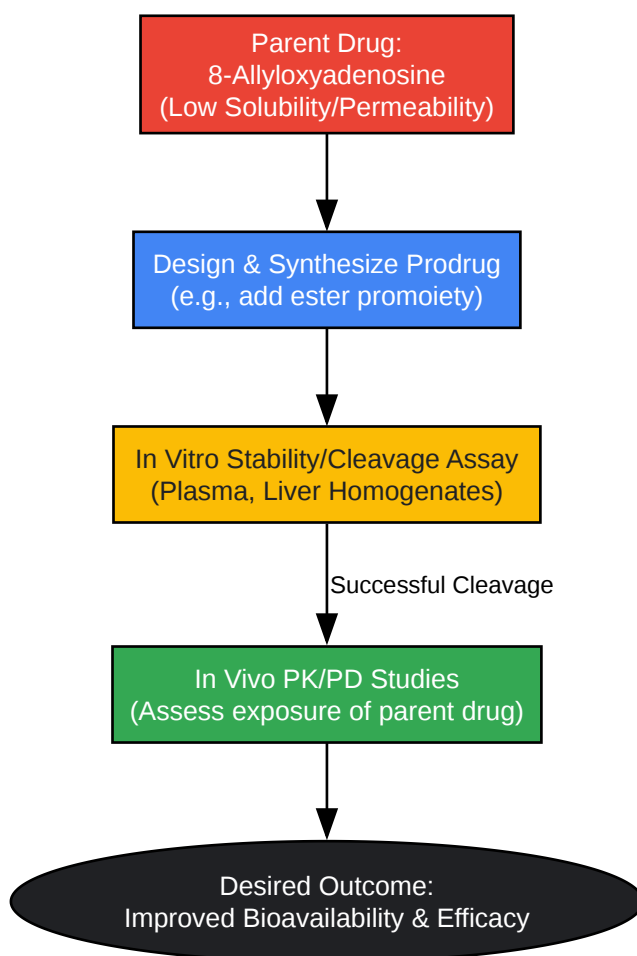 Parent Drug:
8-Allyloxyadenosine
(Low Solubility/Permeability)
Design & Synthesize Prodrug
(e.g., add ester promoiety)
In Vitro Stability/Cleavage Assay
(Plasma, Liver Homogenates)
Successful Cleavage
In Vivo PK/PD Studies
(Assess exposure of parent drug)
Desired Outcome:
Improved Bioavailability & Efficacy